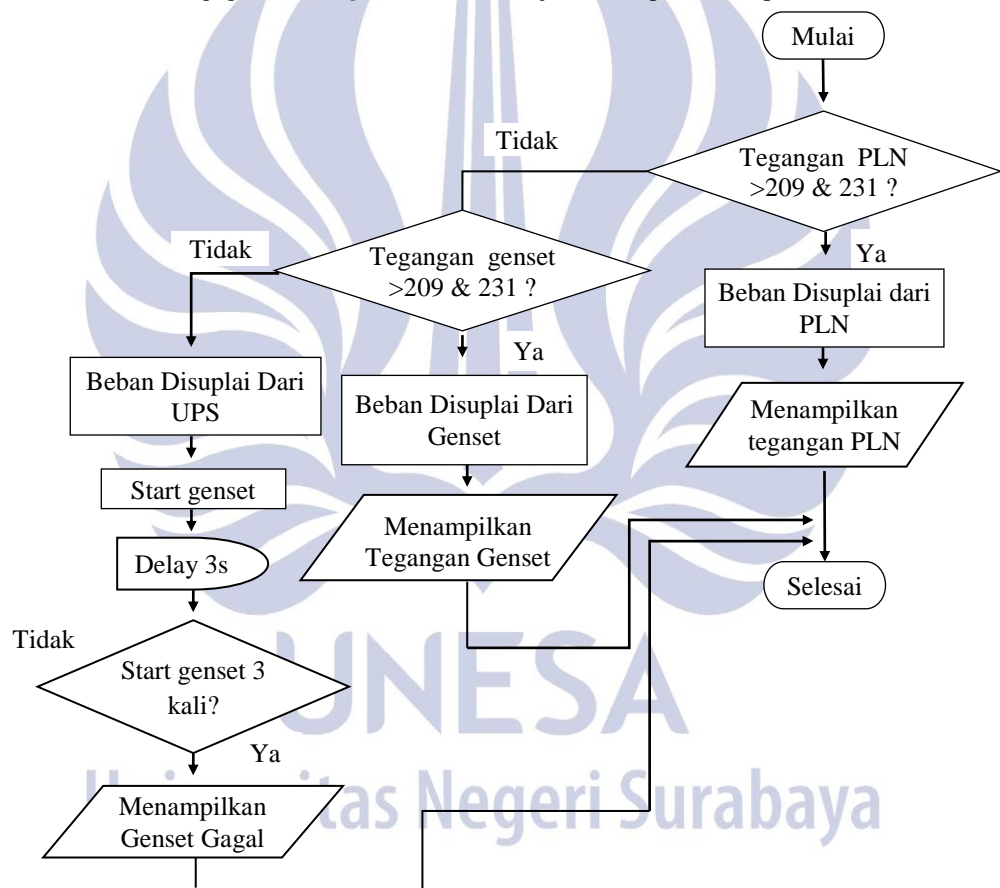 Mulai
Tidak
Tegangan PLN
>209 & 231 ?
Tidak
Tegangan genset
>209 & 231 ?
Ya
Beban Disuplai dari
PLN
Ya
Beban Disuplai Dari
UPS
Beban Disuplai Dari
Genset
Menampilkan
tegangan PLN
Start genset
Menampilkan
Tegangan Genset
Delay 3s
Selesai
Tidak
Start genset 3
kali?
Ya
UNESA
Menampilkan
Genset Gagal
Negeri Surabaya